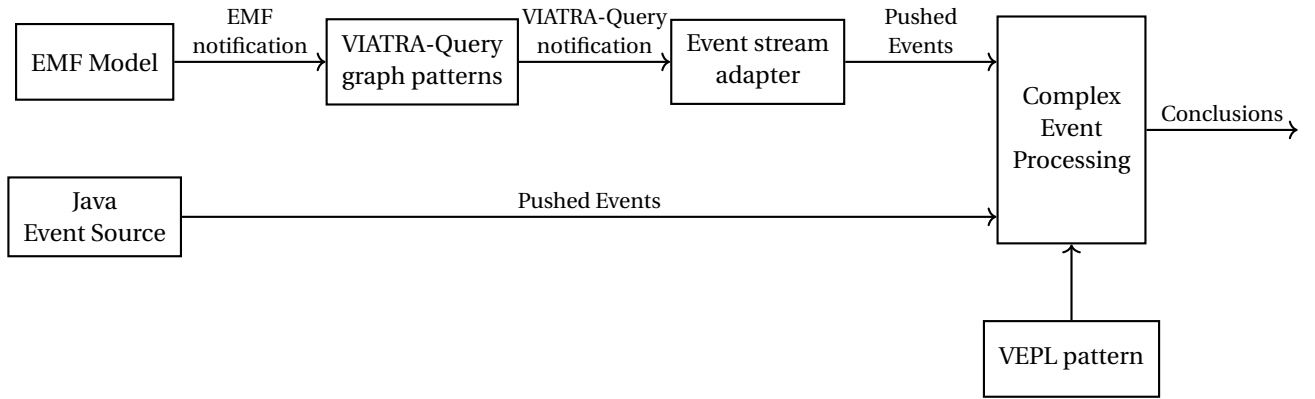 EMF
notification
VIATRA-Query
notification
Pushed
Events
EMF Model
VIATRA-Query
graph patterns
Event stream
adapter
Complex
Event
Processing
Conclusions
Java
Event Source
Pushed Events
VEPL pattern